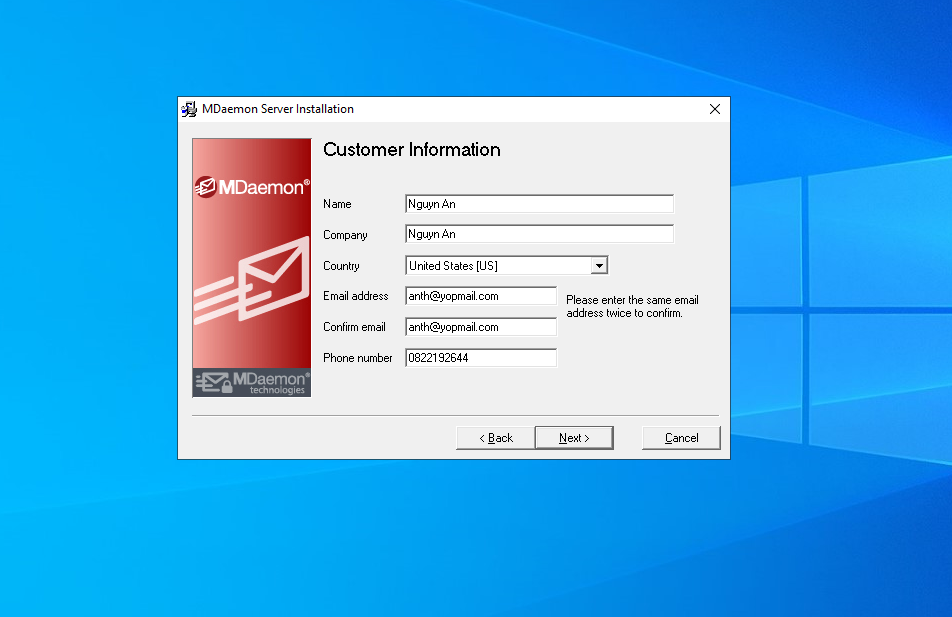 MDaemon Server Installation
MDaemon®
MDaemon®
technologies
Customer Information
Name
Nguyn An
Company
Nguyn An
Country
United States [US]
Email address
anth@yopmail.com
Please enter the same email
address twice to confirm.
Confirm email
anth@yopmail.com
Phone number
0822192644
< Back
Next >
Cancel